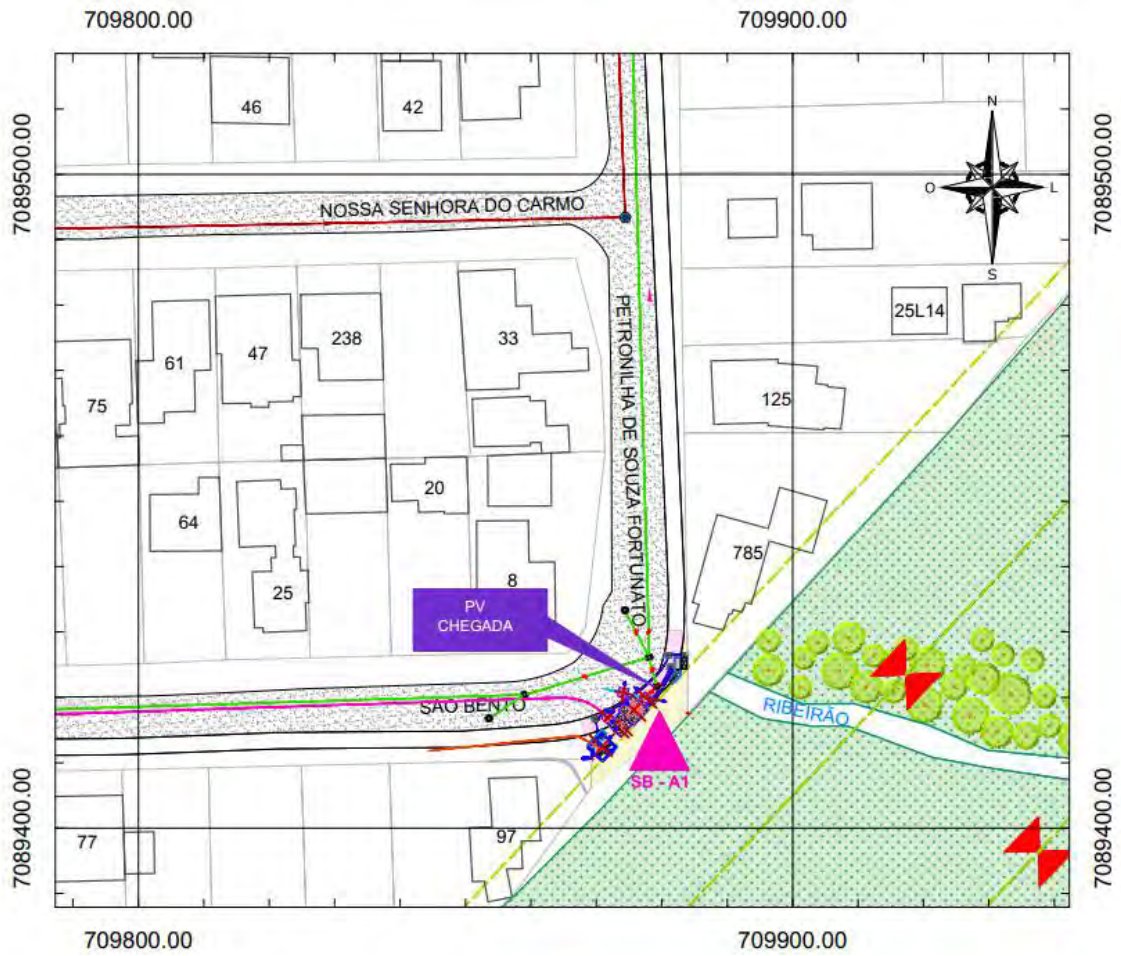 709800.00
709900.00
7089500.00
7089500.00
46
42
N
O
L
S
NOSSA SENHORA DO CARMO
PETRONILHA DE SOUZA FORTUNATO
25L14
61
47
238
33
75
125
20
64
25
8
785
PV
CHEGADA
SÃO BENTO
RIBEIRÃO
SB - A1
77
97
7089400.00
7089400.00
709800.00
709900.00